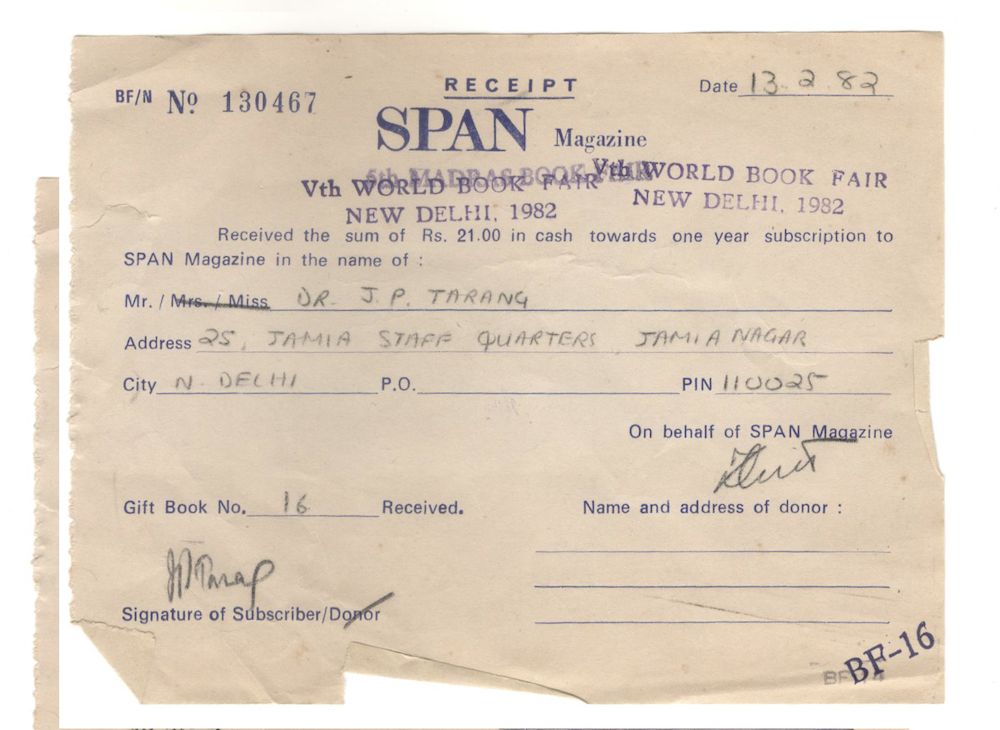 RECEIPT
BF/N No 130467
Date 13.2.82
SPAN Magazine
5th MADRAS BOOK FAIR
Vth WORLD BOOK FAIR
NEW DELHI, 1982
Vth WORLD BOOK FAIR
NEW DELHI, 1982
Received the sum of Rs. 21.00 in cash towards one year subscription to
SPAN Magazine in the name of :
Mr. / Mrs. / Miss DR. J. P. TARANG
Address 25, JAMIA STAFF QUARTERS, JAMIA NAGAR
City N. DELHI P.O. PIN 110025
On behalf of SPAN Magazine
Gift Book No. 16 Received. Name and address of donor :
Signature of Subscriber/Donor
BF-16